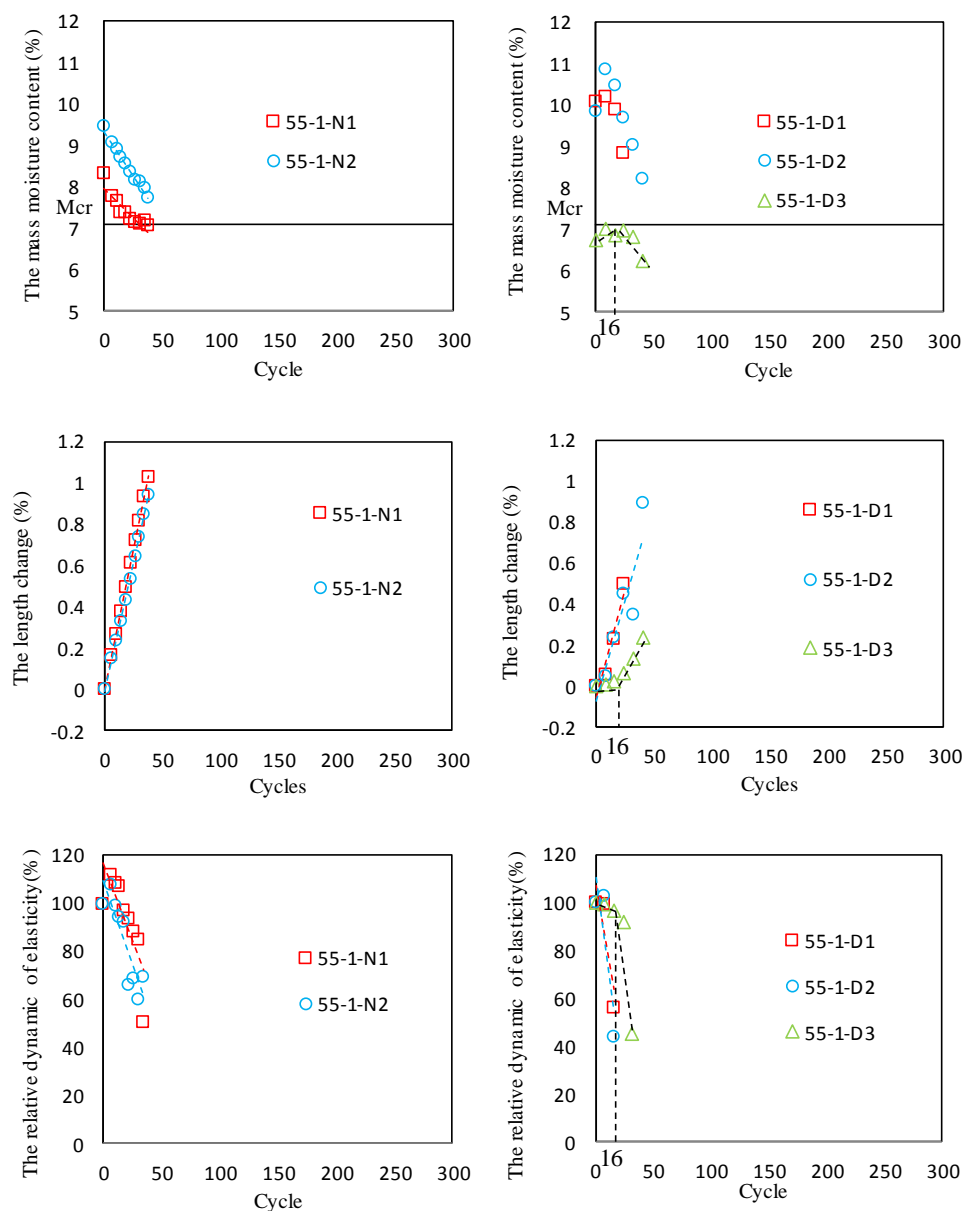 The mass moisture content (%)
12
11
10
9
8
Mcr
7
6
5
0 50 100 150 200 250 300
Cycle
55-1-N1
55-1-N2
The mass moisture content (%)
12
11
10
9
8
Mcr
7
6
5
16
0 50 100 150 200 250 300
Cycle
55-1-D1
55-1-D2
55-1-D3
The length change (%)
1.2
1
0.8
0.6
0.4
0.2
0
-0.2
0 50 100 150 200 250 300
Cycles
55-1-N1
55-1-N2
The length change (%)
1.2
1
0.8
0.6
0.4
0.2
0
-0.2
16
0 50 100 150 200 250 300
Cycles
55-1-D1
55-1-D2
55-1-D3
The relative dynamic of elasticity(%)
120
100
80
60
40
20
0
0 50 100 150 200 250 300
Cycle
55-1-N1
55-1-N2
The relative dynamic of elasticity(%)
120
100
80
60
40
20
0
16
0 50 100 150 200 250 300
Cycle
55-1-D1
55-1-D2
55-1-D3